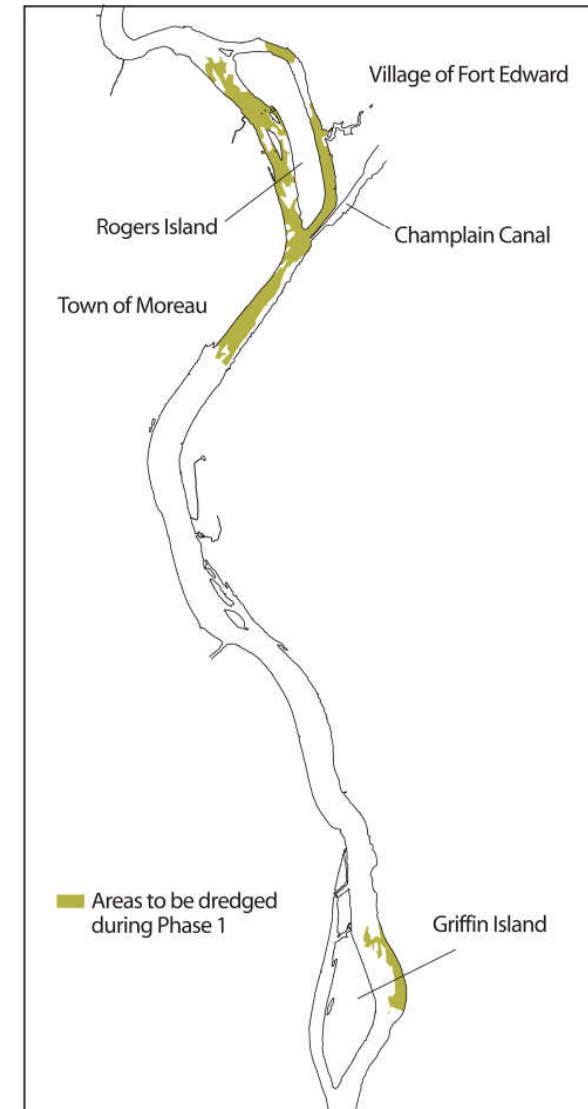 Village of Fort Edward
Rogers Island
Champlain Canal
Town of Moreau
Areas to be dredged
during Phase 1
Griffin Island